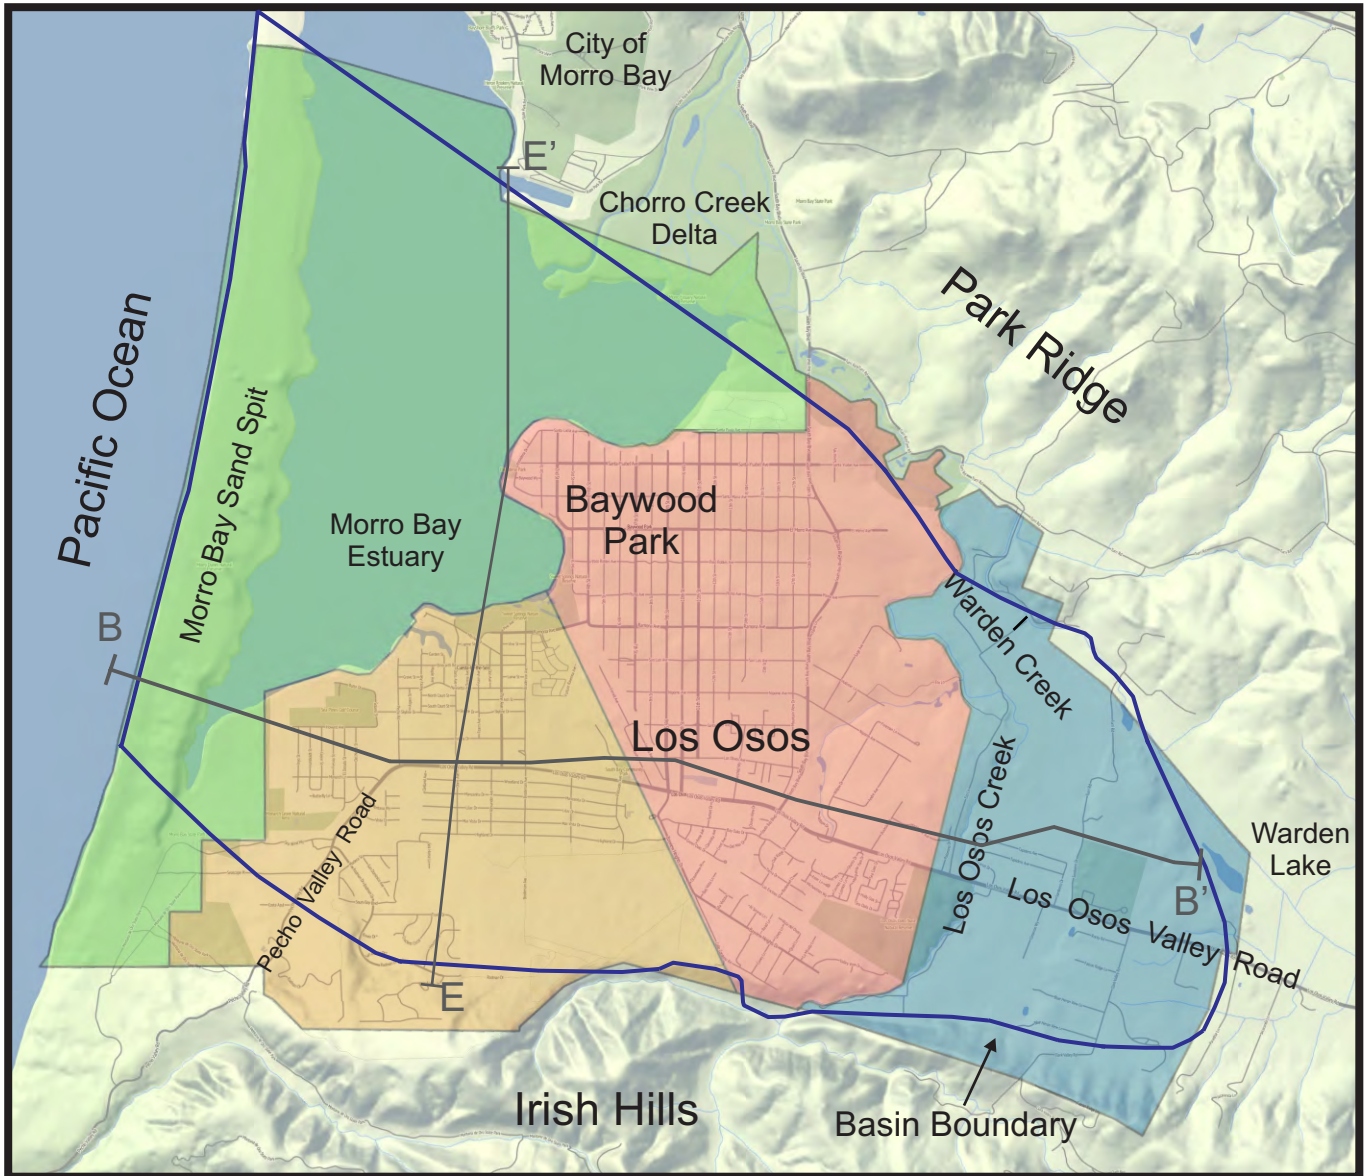 City of
Morro Bay
E’
Chorro Creek
Delta
Park Ridge
Pacific Ocean
Morro Bay Sand Spit
Baywood
Park
Morro Bay
Estuary
Warden Creek
B
Los Osos
Los Osos Creek
Pecho Valley Road
Warden
Lake
B’
Los Osos Valley Road
E
Irish Hills
Basin Boundary